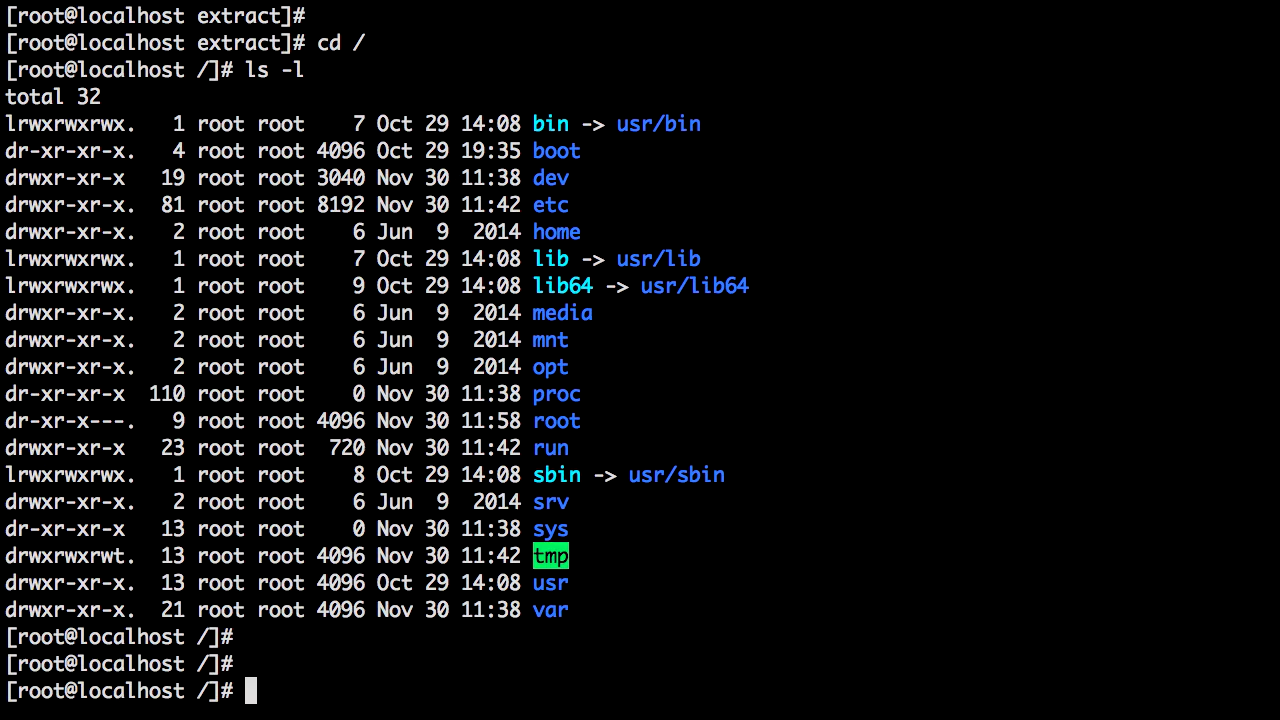 [root@localhost extract]#
[root@localhost extract]# cd /
[root@localhost /]# ls -l
total 32
lrwxrwxrwx.   1 root root    7 Oct 29 14:08 bin -> usr/bin
dr-xr-xr-x.   4 root root 4096 Oct 29 19:35 boot
drwxr-xr-x   19 root root 3040 Nov 30 11:38 dev
drwxr-xr-x.  81 root root 8192 Nov 30 11:42 etc
drwxr-xr-x.   2 root root    6 Jun  9  2014 home
lrwxrwxrwx.   1 root root    7 Oct 29 14:08 lib -> usr/lib
lrwxrwxrwx.   1 root root    9 Oct 29 14:08 lib64 -> usr/lib64
drwxr-xr-x.   2 root root    6 Jun  9  2014 media
drwxr-xr-x.   2 root root    6 Jun  9  2014 mnt
drwxr-xr-x.   2 root root    6 Jun  9  2014 opt
dr-xr-xr-x  110 root root    0 Nov 30 11:38 proc
dr-xr-x---.   9 root root 4096 Nov 30 11:58 root
drwxr-xr-x   23 root root  720 Nov 30 11:42 run
lrwxrwxrwx.   1 root root    8 Oct 29 14:08 sbin -> usr/sbin
drwxr-xr-x.   2 root root    6 Jun  9  2014 srv
dr-xr-xr-x   13 root root    0 Nov 30 11:38 sys
drwxrwxrwt.  13 root root 4096 Nov 30 11:42 tmp
drwxr-xr-x.  13 root root 4096 Oct 29 14:08 usr
drwxr-xr-x.  21 root root 4096 Nov 30 11:38 var
[root@localhost /]#
[root@localhost /]#
[root@localhost /]#